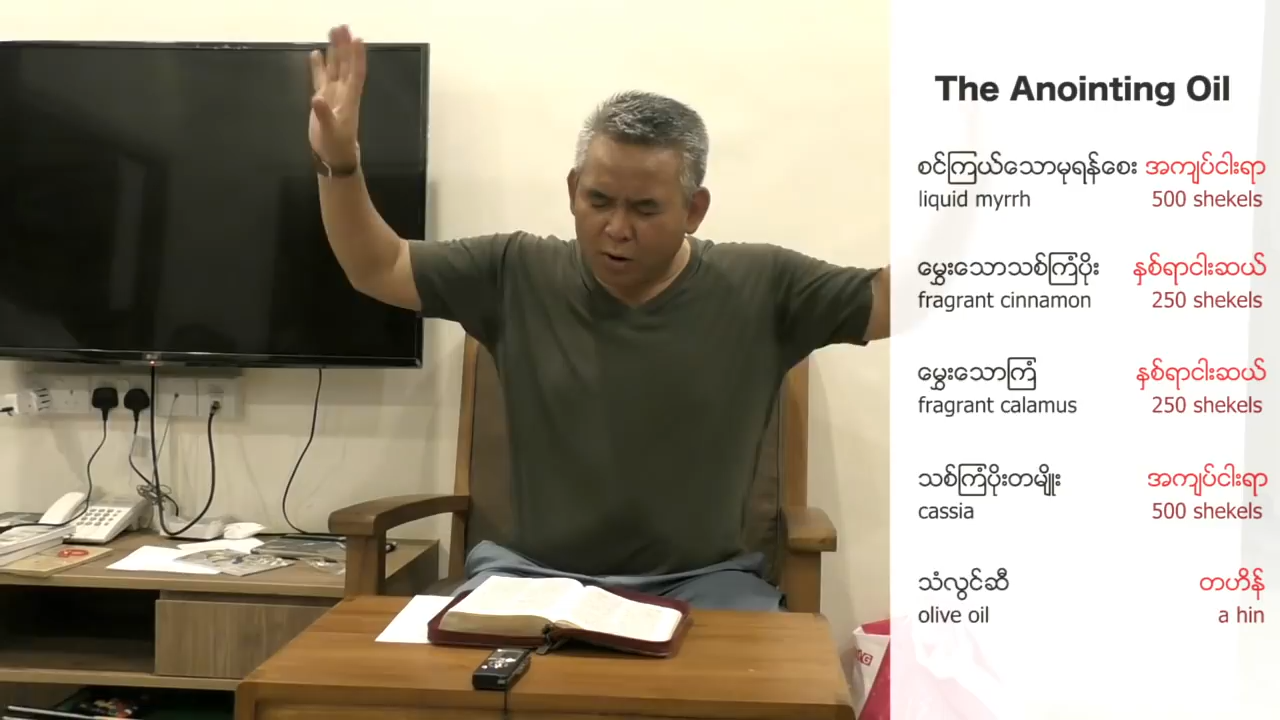 The Anointing Oil
စင်ကြယ်သောမုရန်စေး အကျပ်ငါးရာ
liquid myrrh 500 shekels
မွှေးသောသစ်ကြံပိုး နှစ်ရာငါးဆယ်
fragrant cinnamon 250 shekels
မွှေးသောကြံ နှစ်ရာငါးဆယ်
fragrant calamus 250 shekels
သစ်ကြံပိုးတမျိုး အကျပ်ငါးရာ
cassia 500 shekels
သံလွင်ဆီ တဟိန်
olive oil a hin